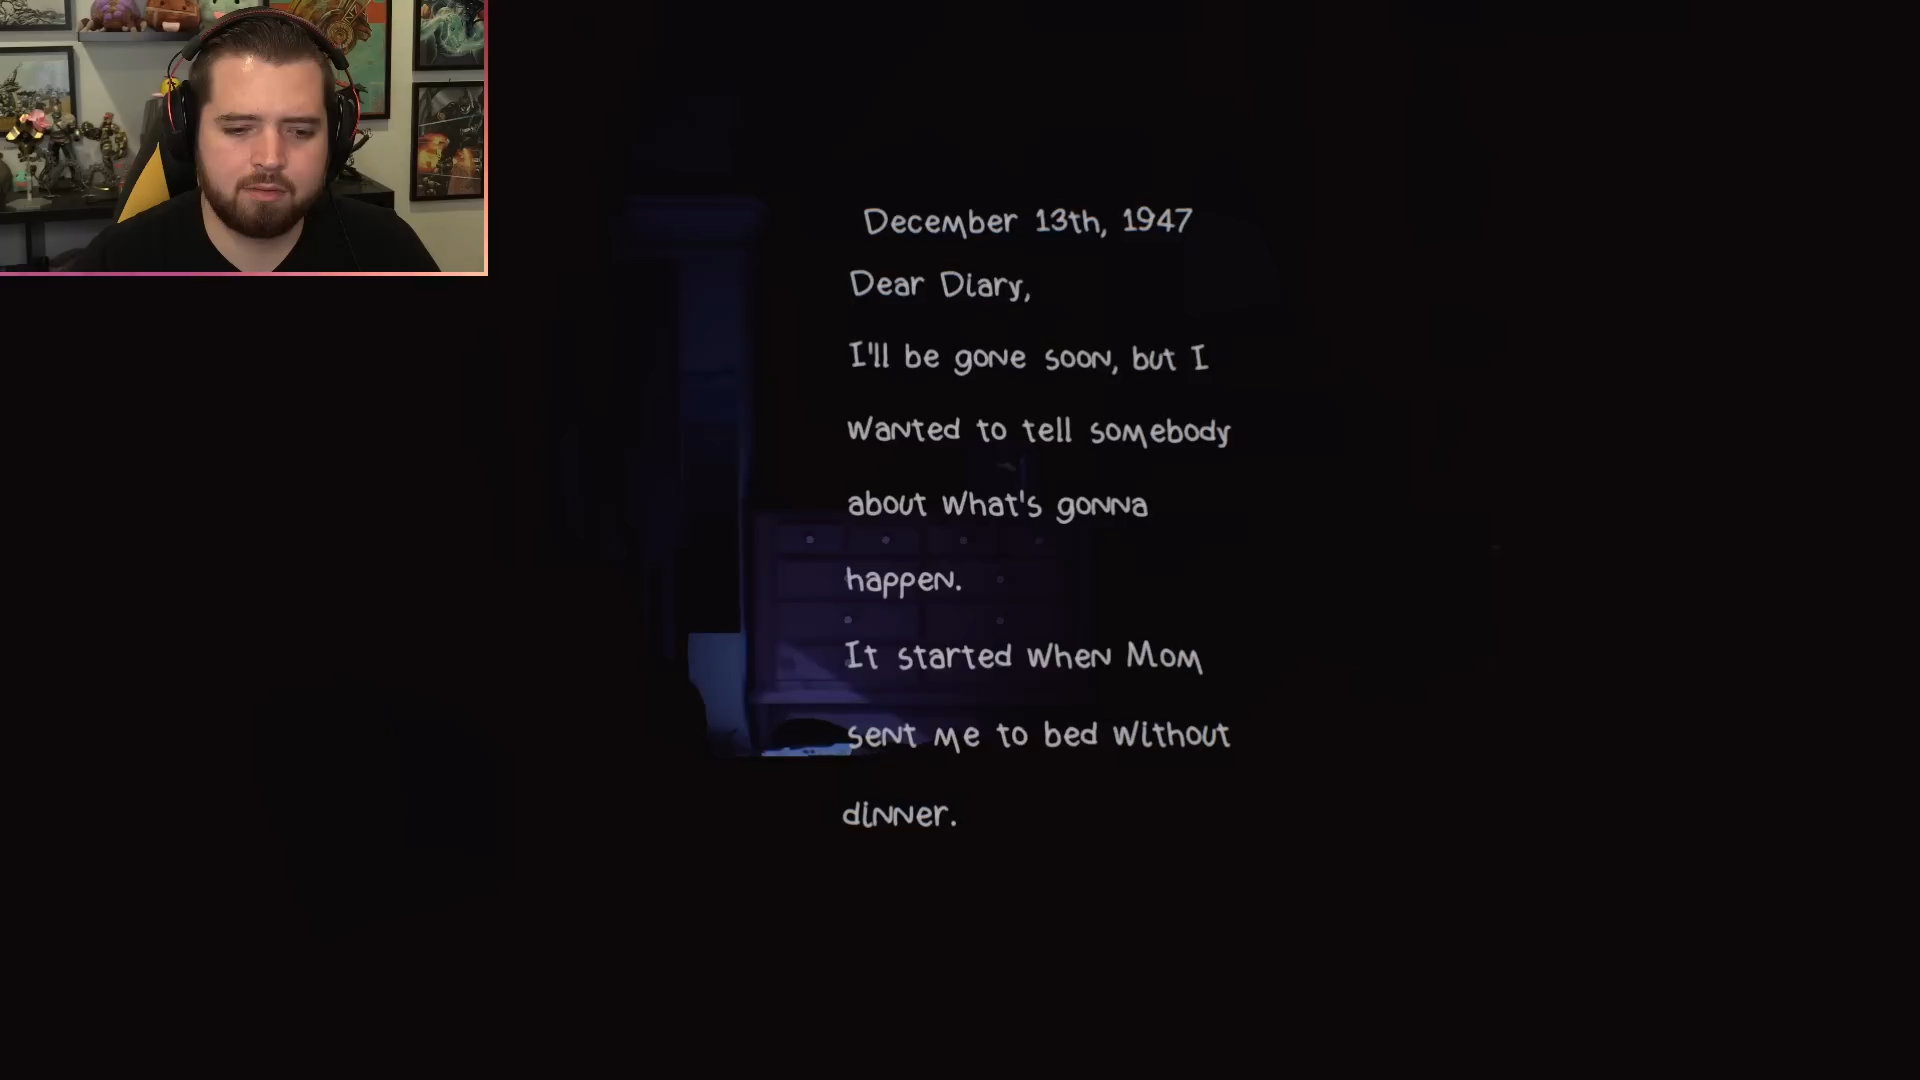 December 13th, 1947
Dear Diary,
I'll be gone soon, but I
wanted to tell somebody
about what's gonna
happen.
It started when Mom
sent me to bed without
dinner.